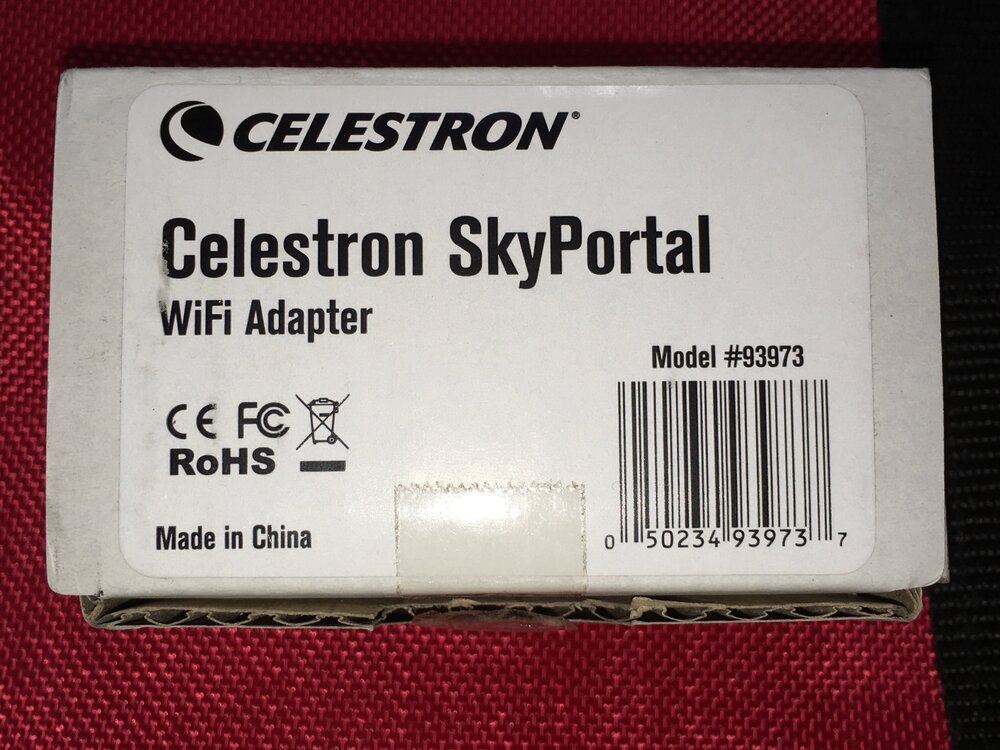 CELESTRON®
Celestron SkyPortal
WiFi Adapter
Model #93973
CE FC
RoHS
Made in China
0 50234 93973 7